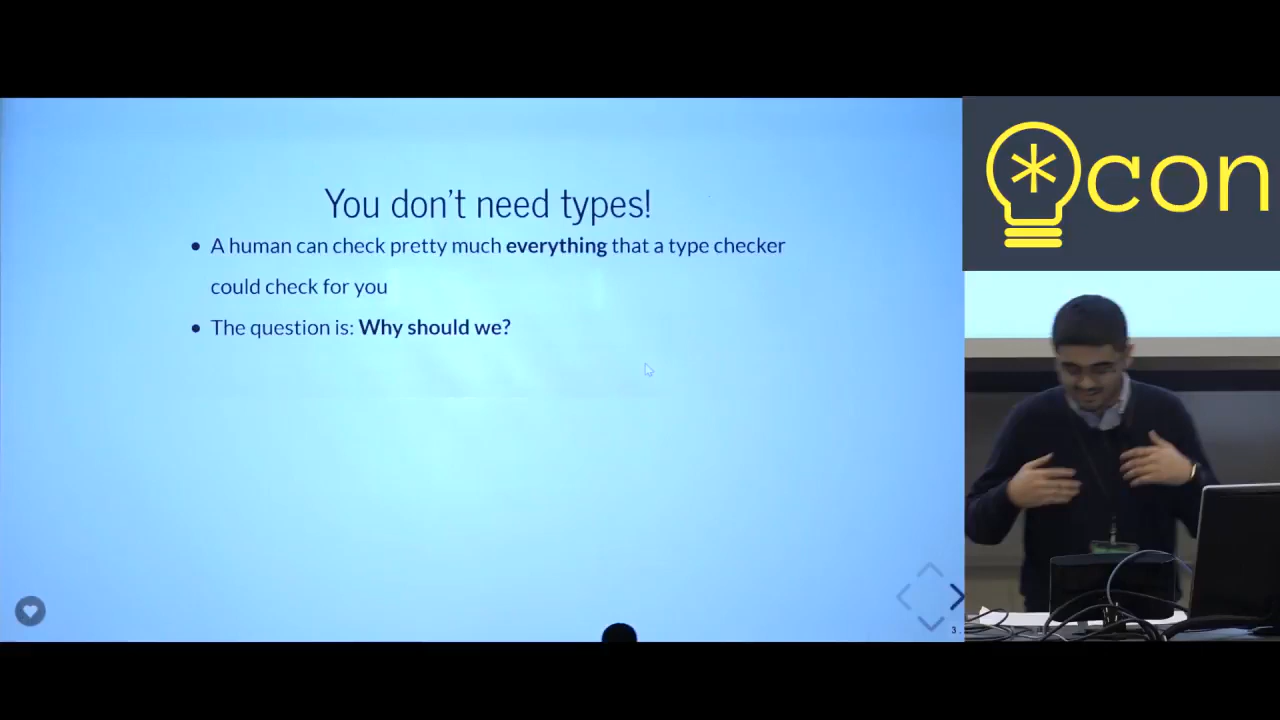 You don't need types!
• A human can check pretty much everything that a type checker
could check for you
• The question is: Why should we?
*con
3